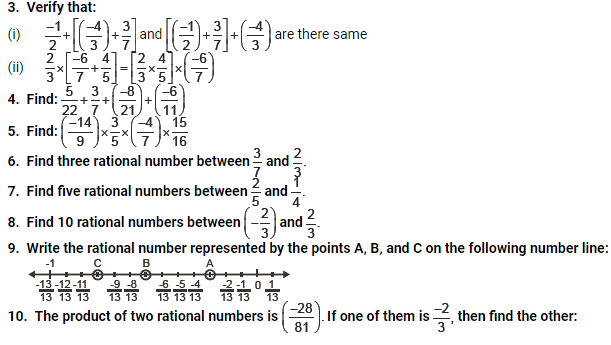 3. Verify that:
(i) -1/2 + [(-4/3) + 3/7] and [(-1/2) + 3/7] + (-4/3) are there same
(ii) 2/3 × [-6/7 + 4/5] = [2/3 × 4/5] × (-6/7)
4. Find: 5/22 + 3/7 + (-8/21) + (-6/11)
5. Find: (-14/9) × 3/5 × (-4/7) × 15/16
6. Find three rational number between 3/7 and 2/3.
7. Find five rational numbers between 2/5 and 1/4.
8. Find 10 rational numbers between (-2/3) and 2/3.
9. Write the rational number represented by the points A, B, and C on the following number line:
-1 C B A
-13/13 -12/13 -11/13 -9/13 -8/13 -6/13 -5/13 -4/13 -2/13 -1/13 0 1/13
10. The product of two rational numbers is (-28/81). If one of them is -2/3, then find the other: